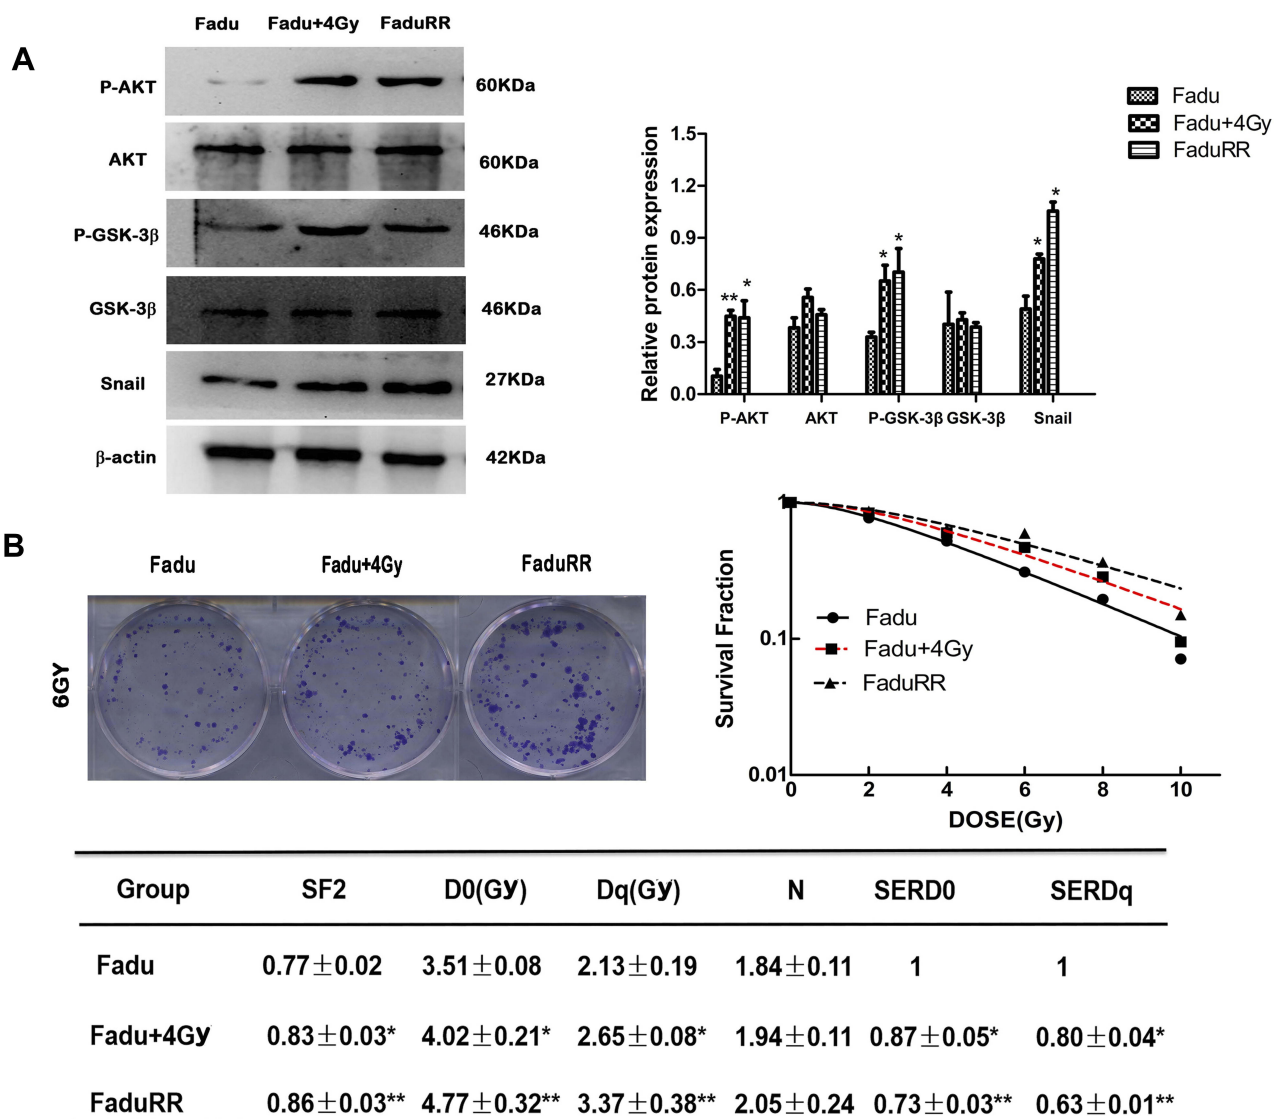 A
Fadu Fadu+4Gy FaduRR
P-AKT 60KDa
AKT 60KDa
P-GSK-3β 46KDa
GSK-3β 46KDa
Snail 27KDa
β-actin 42KDa
Fadu
Fadu+4Gy
FaduRR
Relative protein expression
1.5
1.2
0.9
0.6
0.3
0.0
** * * * * *
P-AKT AKT P-GSK-3β GSK-3β Snail
B
Fadu Fadu+4Gy FaduRR
6GY
Survival Fraction
1
0.1
0.01
Fadu
Fadu+4Gy
FaduRR
0 2 4 6 8 10
DOSE(Gy)
Group SF2 D0(Gy) Dq(Gy) N SERD0 SERDq
Fadu 0.77±0.02 3.51±0.08 2.13±0.19 1.84±0.11 1 1
Fadu+4Gy 0.83±0.03* 4.02±0.21* 2.65±0.08* 1.94±0.11 0.87±0.05* 0.80±0.04*
FaduRR 0.86±0.03** 4.77±0.32** 3.37±0.38** 2.05±0.24 0.73±0.03** 0.63±0.01**